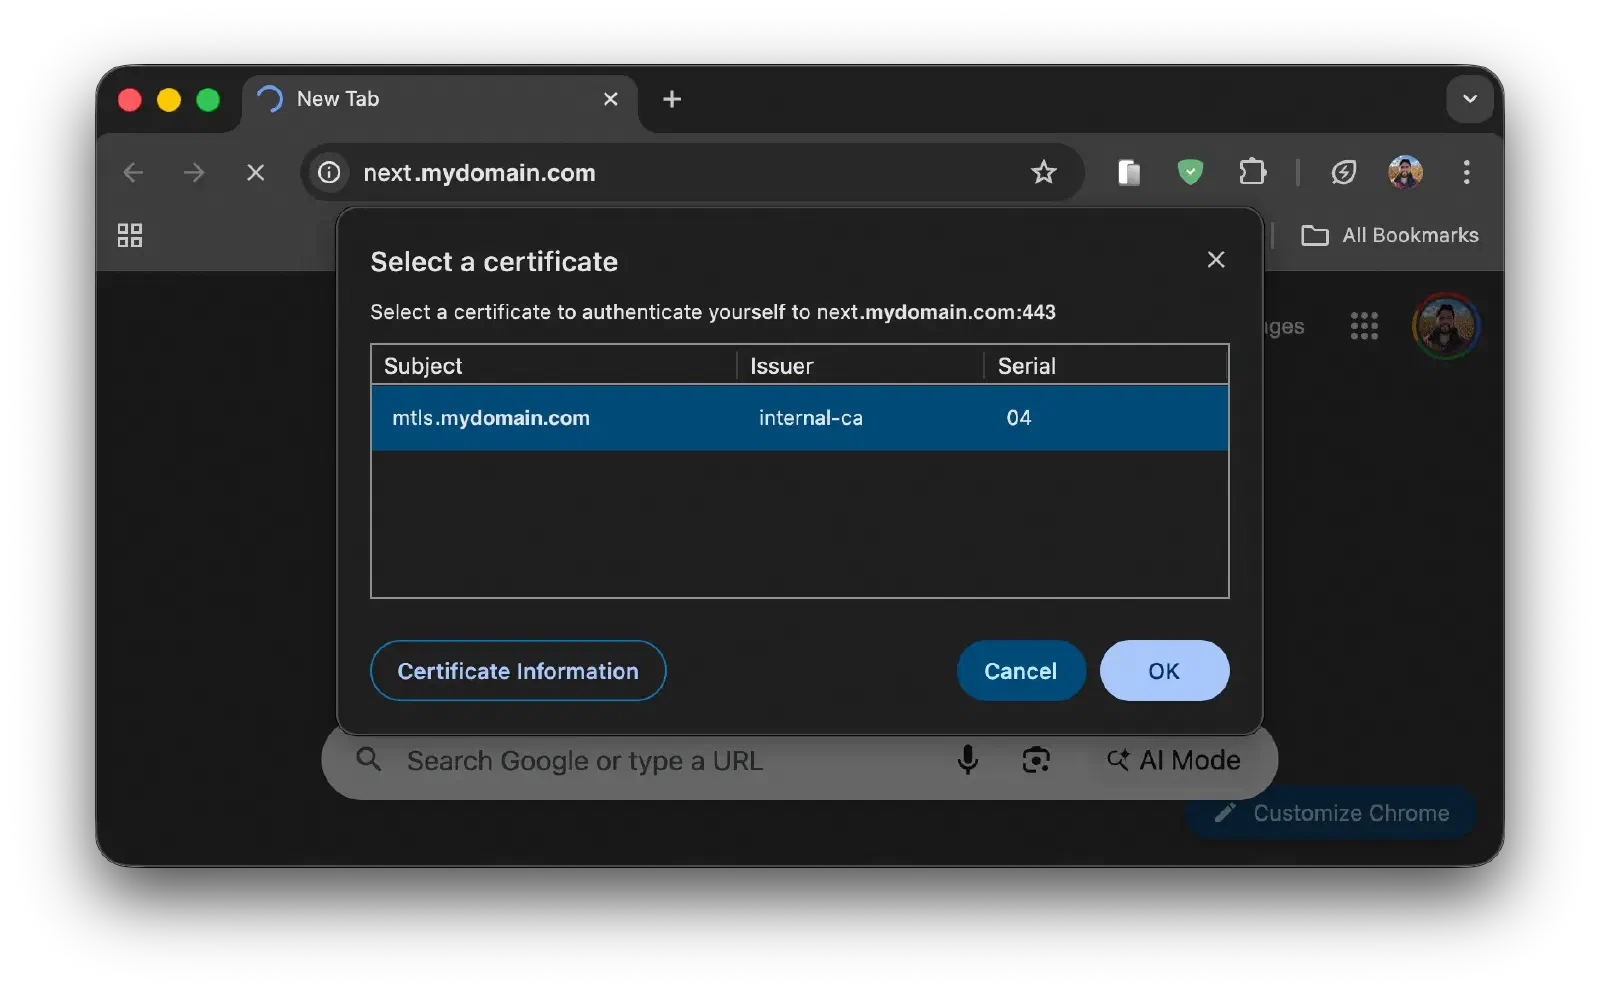 New Tab
next.mydomain.com
All Bookmarks
Select a certificate
Select a certificate to authenticate yourself to next.mydomain.com:443
Subject Issuer Serial
mtls.mydomain.com internal-ca 04
Certificate Information Cancel OK
Search Google or type a URL AI Mode
Customize Chrome